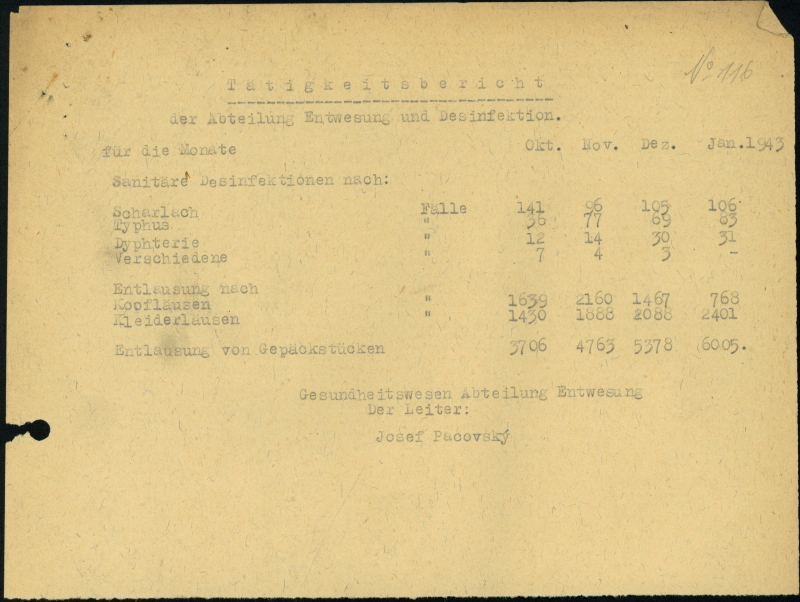 No 116
Tätigkeitsbericht
der Abteilung Entwesung und Desinfektion.
für die Monate Okt. Nov. Dez. Jan.1943
Sanitäre Desinfektionen nach:
Scharlach Fälle 141 96 105 106
Typhus " 36 77 69 83
Dyphterie " 12 14 30 31
Verschiedene " 7 4 3 -
Entlausung nach
Kopfläusen " 1639 2160 1467 768
Kleiderläusen " 1430 1888 2088 2401
Entlausung von Gepäckstücken 3706 4763 5378 6005.
Gesundheitswesen Abteilung Entwesung
Der Leiter:
Josef Pacovský